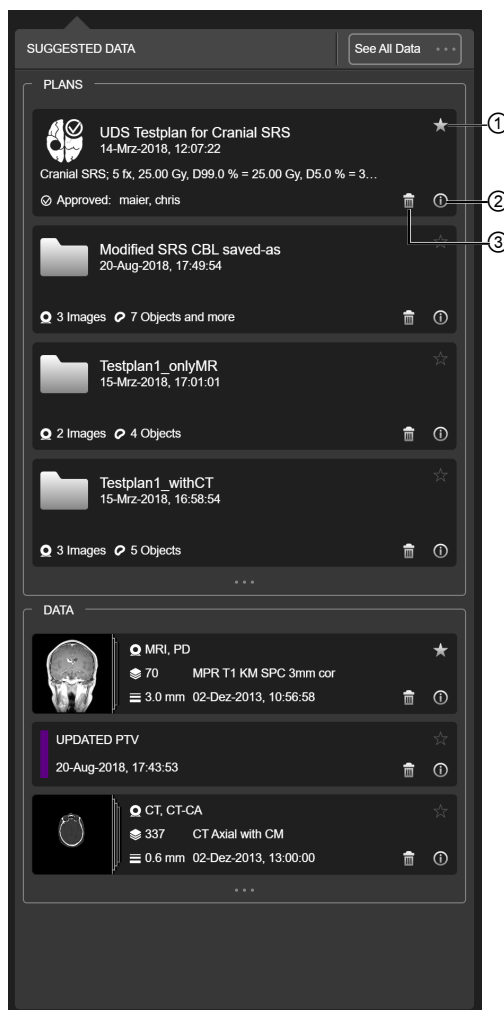 SUGGESTED DATA
See All Data ...
PLANS
UDS Testplan for Cranial SRS
14-Mrz-2018, 12:07:22
Cranial SRS; 5 fx, 25.00 Gy, D99.0 % = 25.00 Gy, D5.0 % = 3...
Approved: maier, chris
1
2
3
Modified SRS CBL saved-as
20-Aug-2018, 17:49:54
3 Images 7 Objects and more
Testplan1_onlyMR
15-Mrz-2018, 17:01:01
2 Images 4 Objects
Testplan1_withCT
15-Mrz-2018, 16:58:54
3 Images 5 Objects
...
DATA
MRI, PD
70 MPR T1 KM SPC 3mm cor
3.0 mm 02-Dez-2013, 10:56:58
UPDATED PTV
20-Aug-2018, 17:43:53
CT, CT-CA
337 CT Axial with CM
0.6 mm 02-Dez-2013, 13:00:00
...